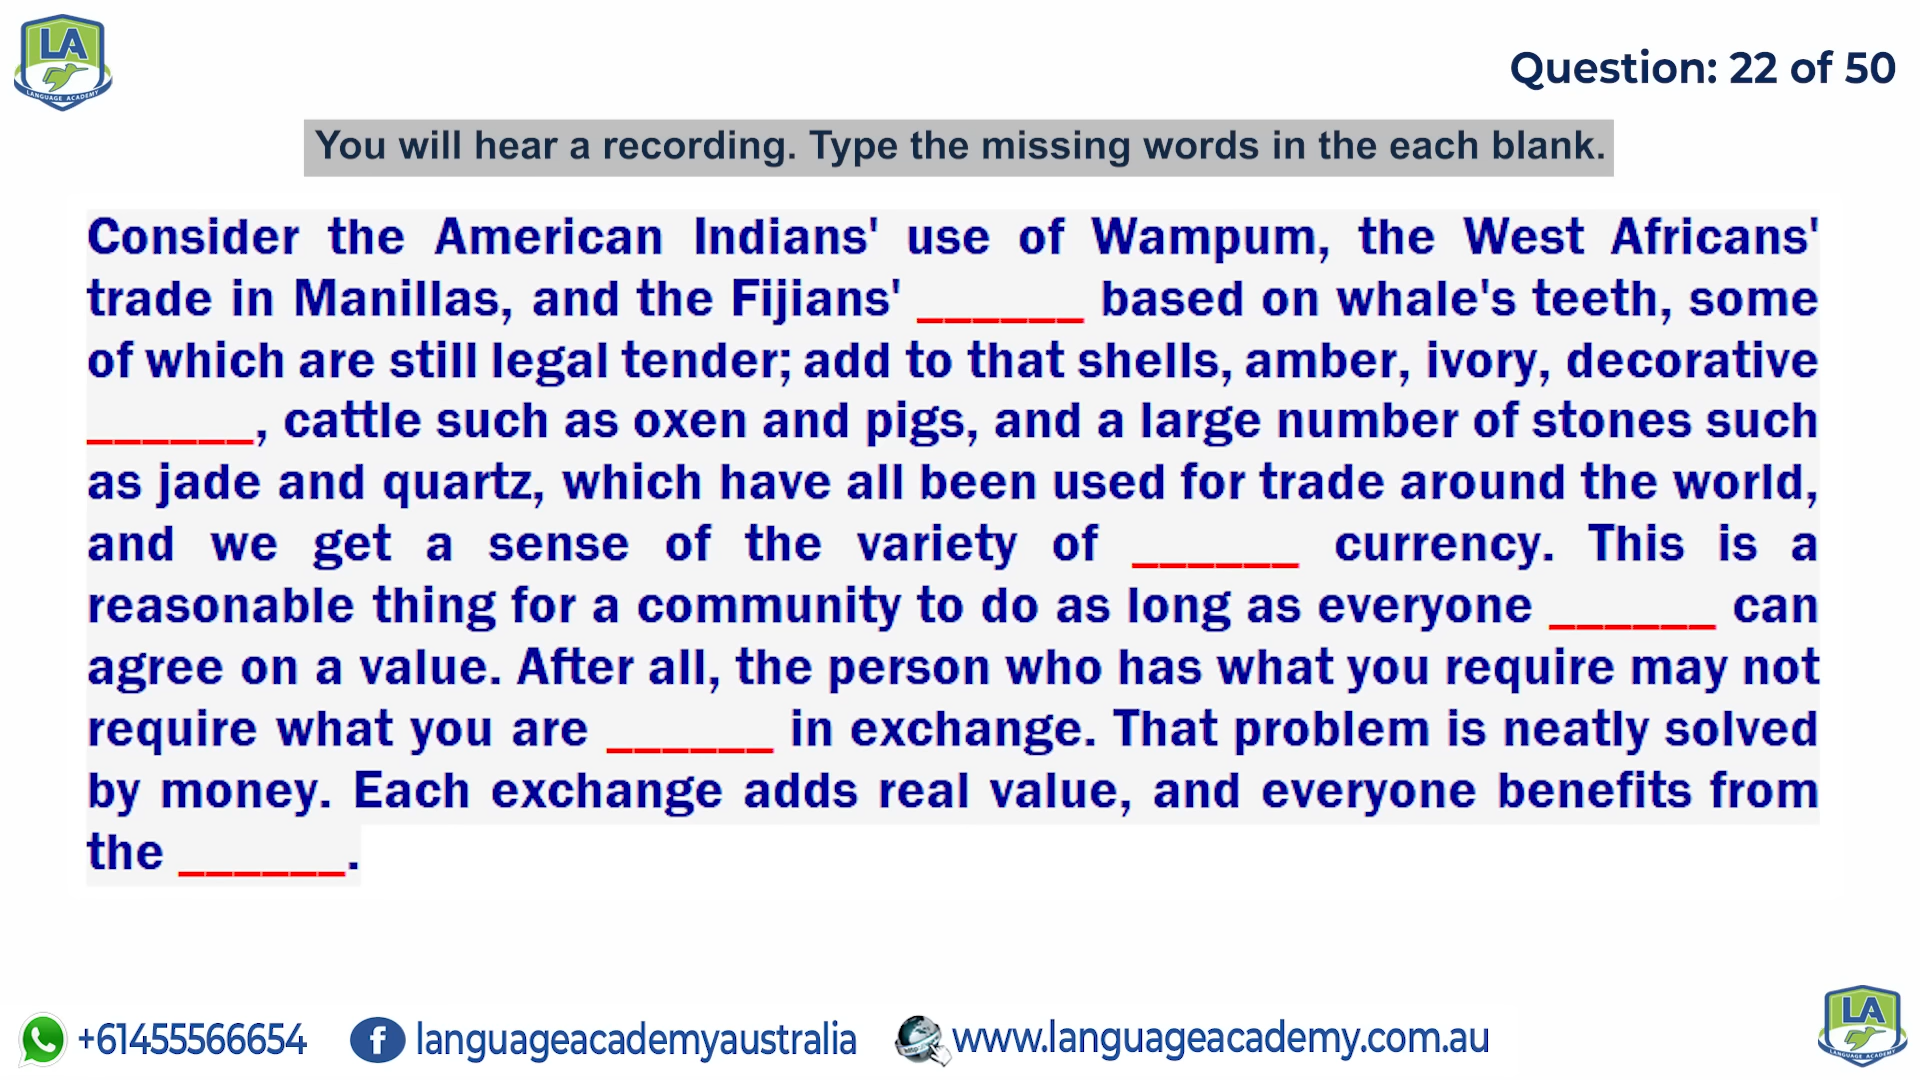 LA
LANGUAGE ACADEMY
Question: 22 of 50
You will hear a recording. Type the missing words in the each blank.
Consider the American Indians' use of Wampum, the West Africans'
trade in Manillas, and the Fijians' ______ based on whale's teeth, some
of which are still legal tender; add to that shells, amber, ivory, decorative
______, cattle such as oxen and pigs, and a large number of stones such
as jade and quartz, which have all been used for trade around the world,
and we get a sense of the variety of ______ currency. This is a
reasonable thing for a community to do as long as everyone ______ can
agree on a value. After all, the person who has what you require may not
require what you are ______ in exchange. That problem is neatly solved
by money. Each exchange adds real value, and everyone benefits from
the ______.
+61455566654 languageacademyaustralia www.languageacademy.com.au
LA
LANGUAGE ACADEMY